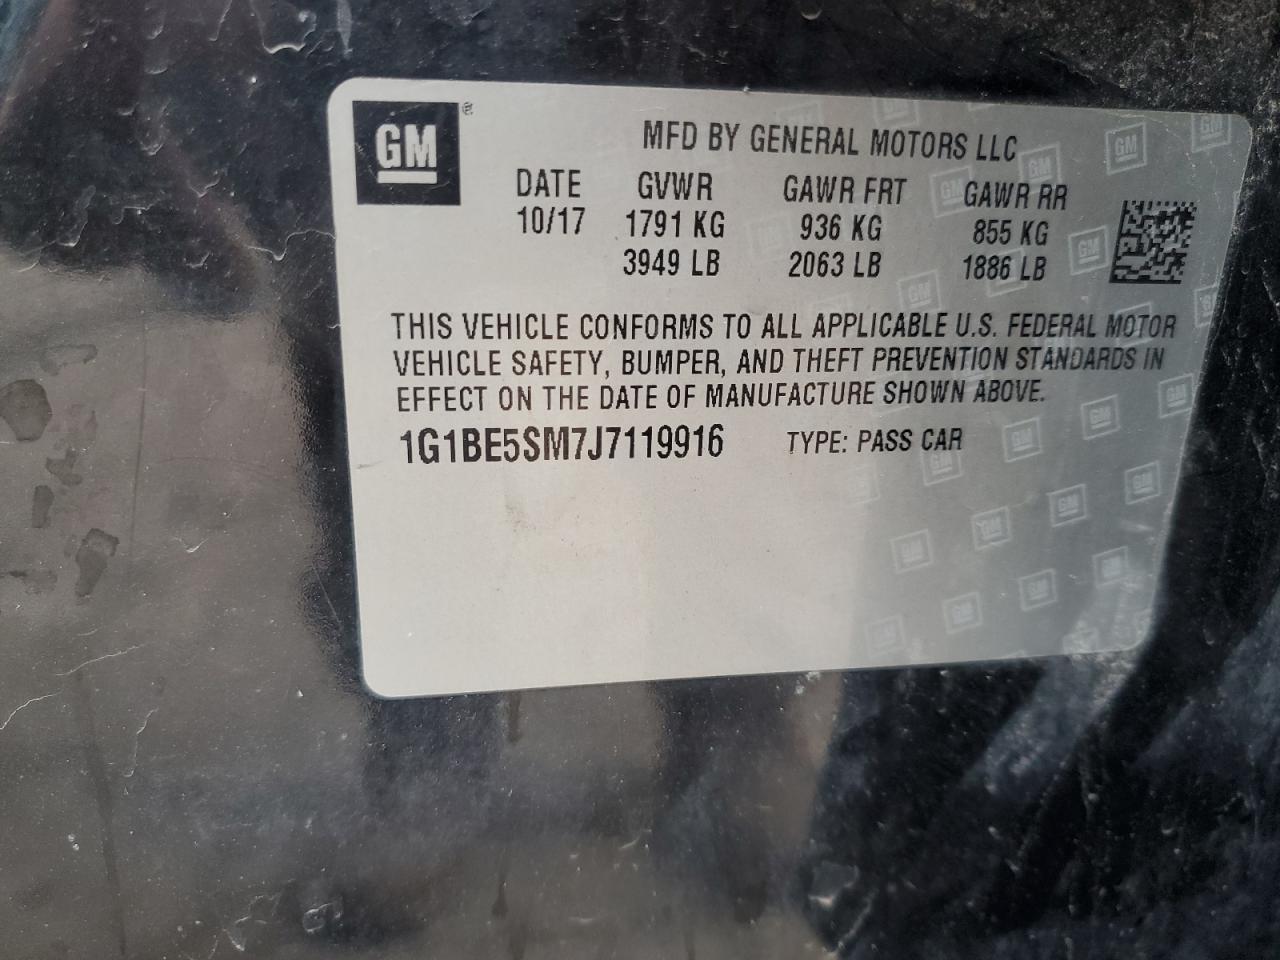 GM®
MFD BY GENERAL MOTORS LLC
DATE GVWR GAWR FRT GAWR RR
10/17 1791 KG 936 KG 855 KG
3949 LB 2063 LB 1886 LB
THIS VEHICLE CONFORMS TO ALL APPLICABLE U.S. FEDERAL MOTOR
VEHICLE SAFETY, BUMPER, AND THEFT PREVENTION STANDARDS IN
EFFECT ON THE DATE OF MANUFACTURE SHOWN ABOVE.
1G1BE5SM7J7119916 TYPE: PASS CAR